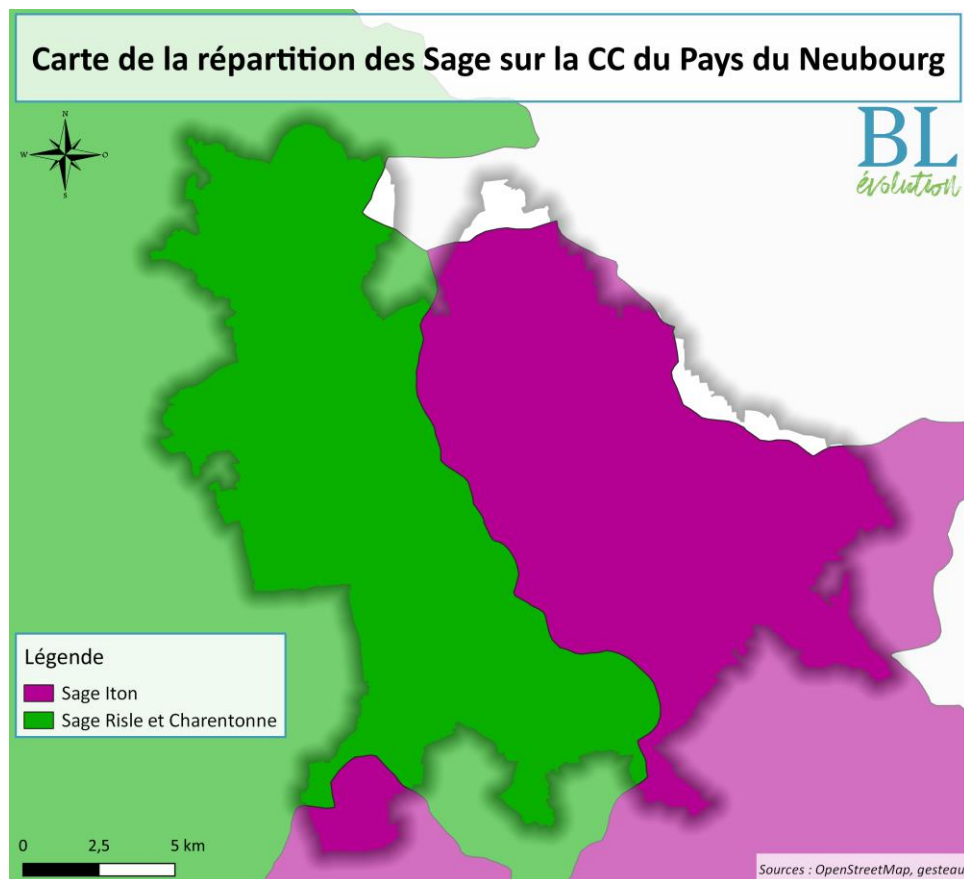 Carte de la répartition des Sage sur la CC du Pays du Neubourg
N
W O
S
BL
évolution
Légende
Sage Iton
Sage Risle et Charentonne
0 2,5 5 km
Sources : OpenStreetMap, gesteau